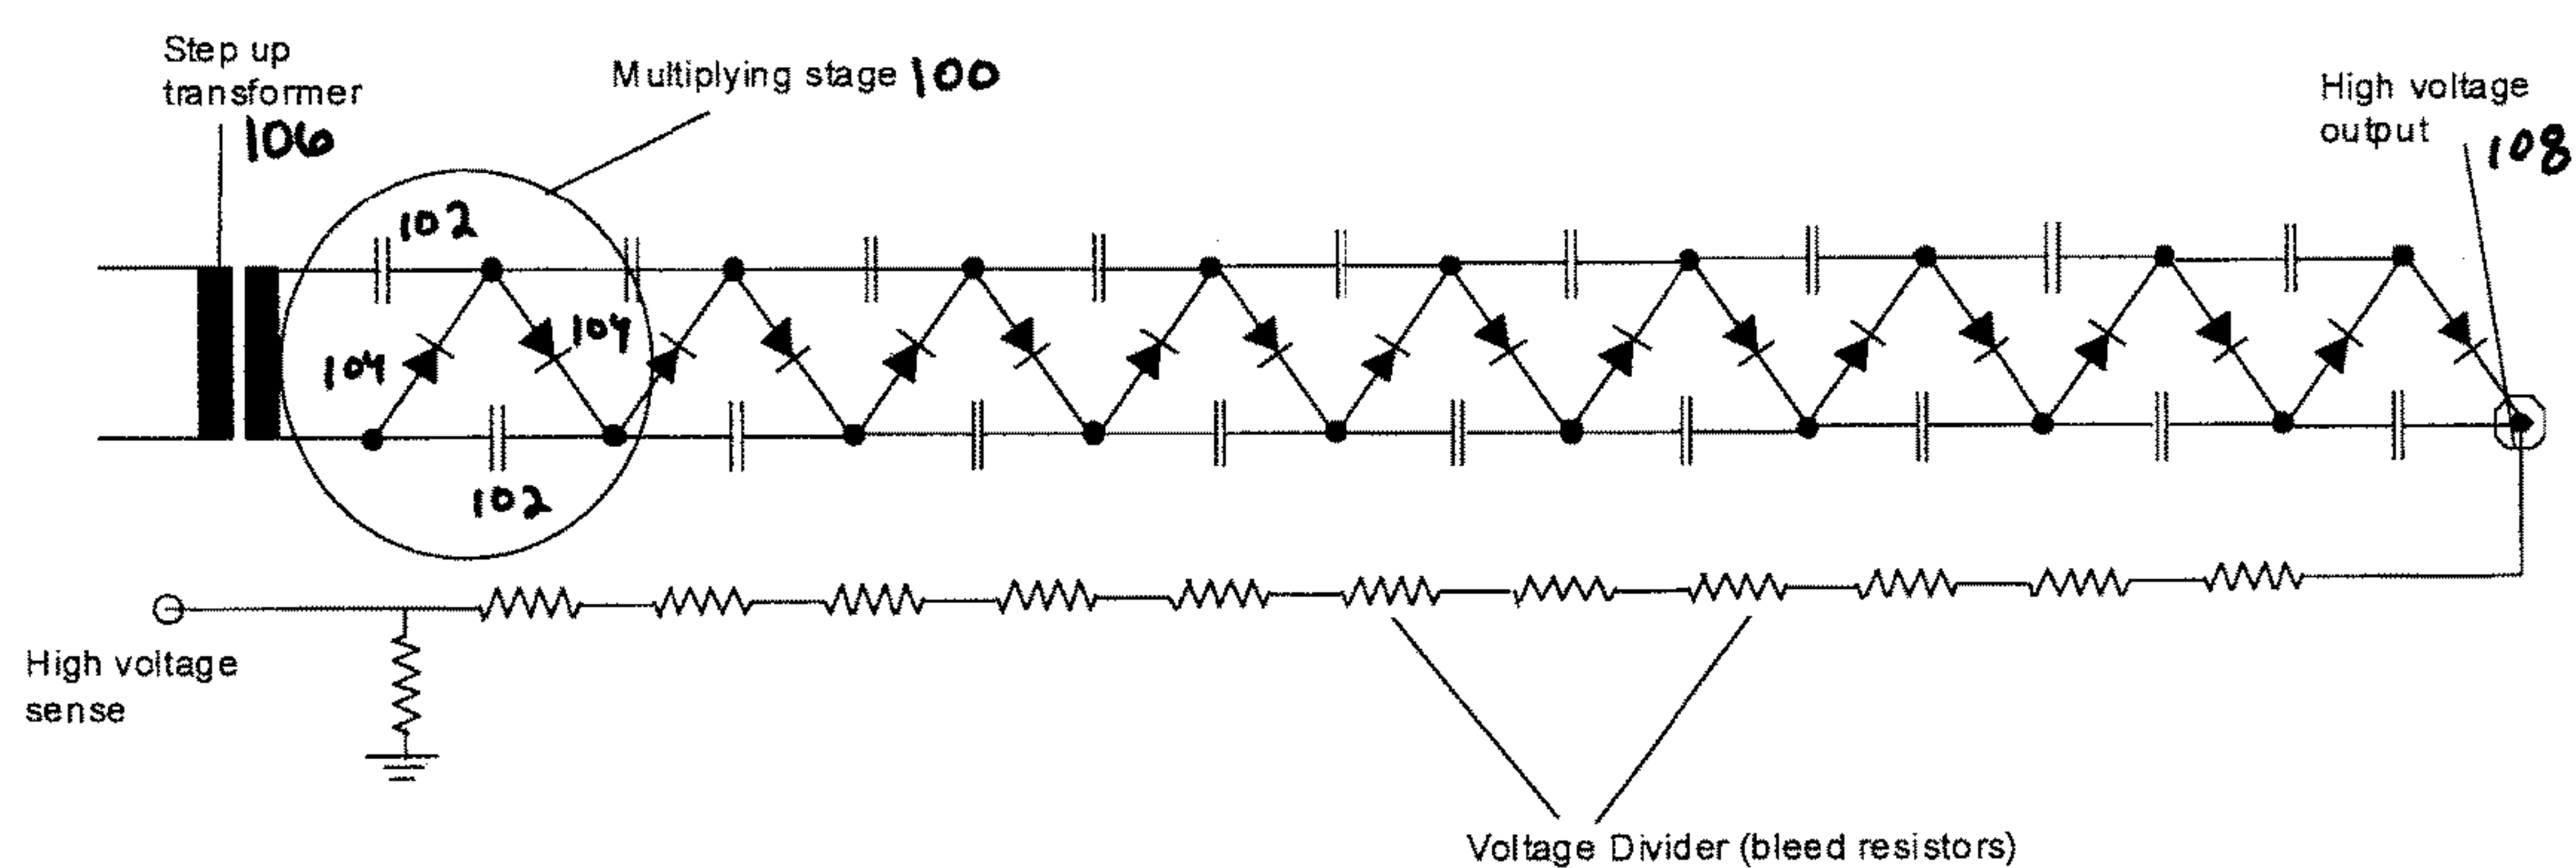 Step up
transformer
106
Multiplying stage 100
High voltage
output
108
102
104
104
102
High voltage
sense
Voltage Divider (bleed resistors)